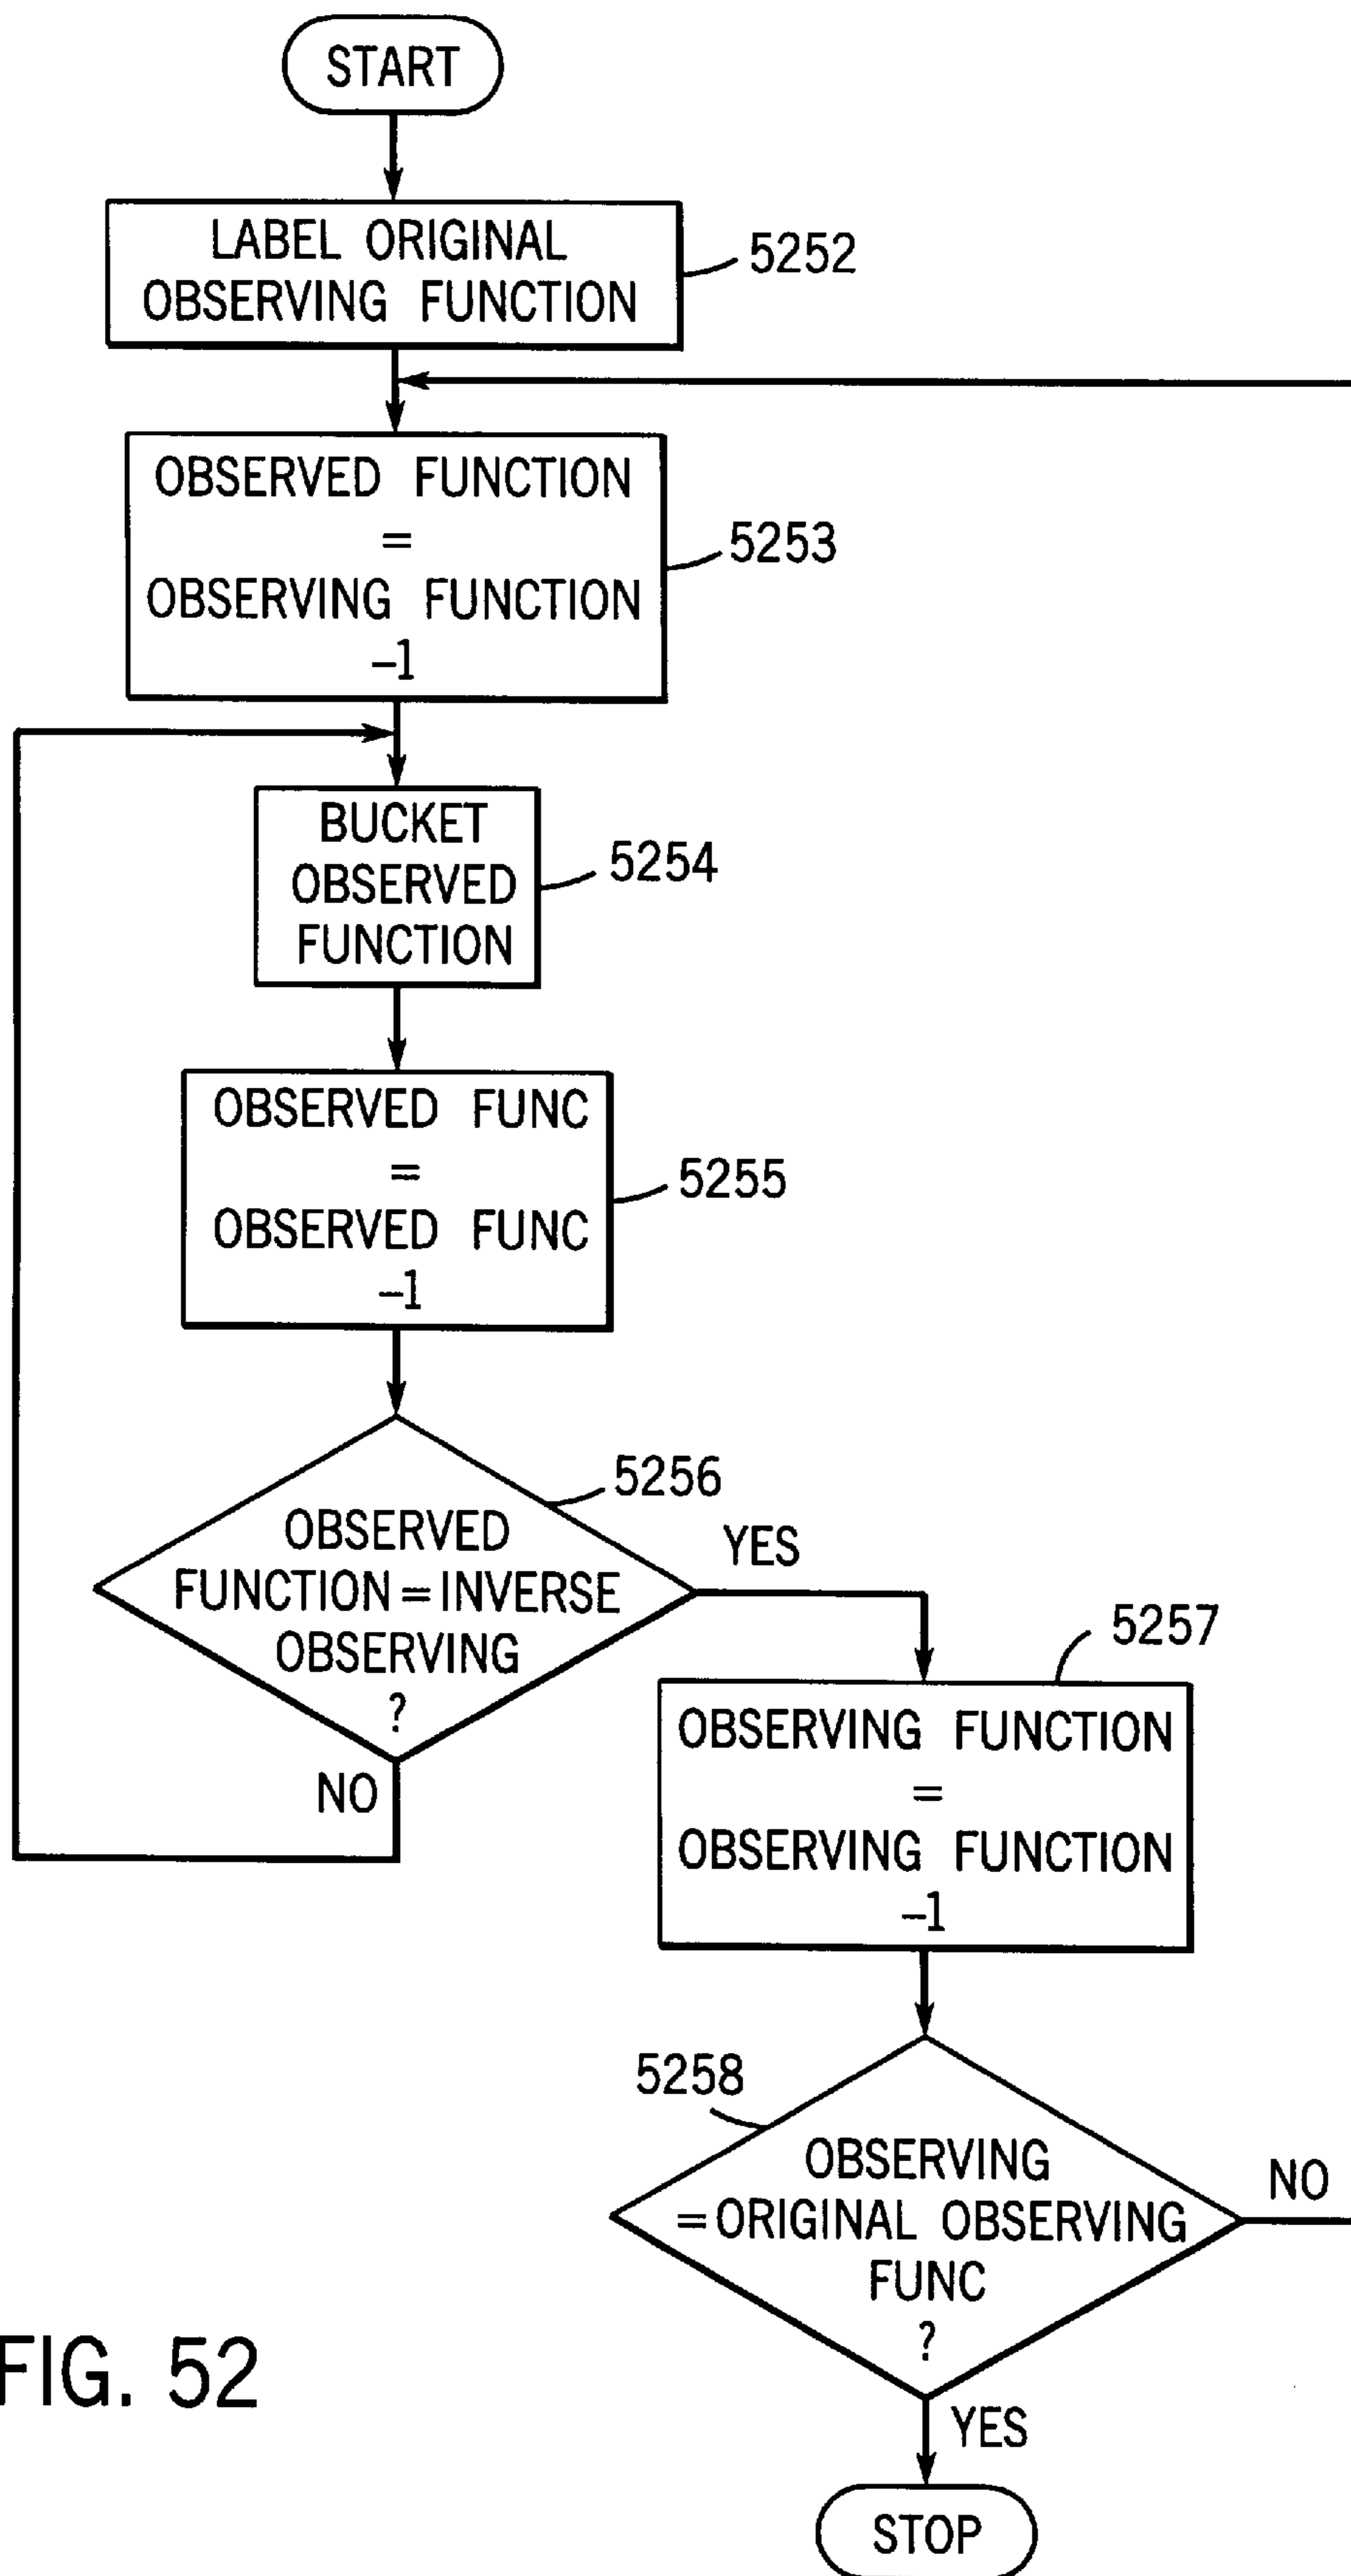 START
LABEL ORIGINAL
OBSERVING FUNCTION
5252
OBSERVED FUNCTION
=
OBSERVING FUNCTION
–1
5253
BUCKET
OBSERVED
FUNCTION
5254
OBSERVED FUNC
=
OBSERVED FUNC
–1
5255
OBSERVED
FUNCTION = INVERSE
OBSERVING
?
5256
YES
NO
5257
OBSERVING FUNCTION
=
OBSERVING FUNCTION
–1
5258
OBSERVING
= ORIGINAL OBSERVING
FUNC
?
NO
YES
STOP
FIG. 52